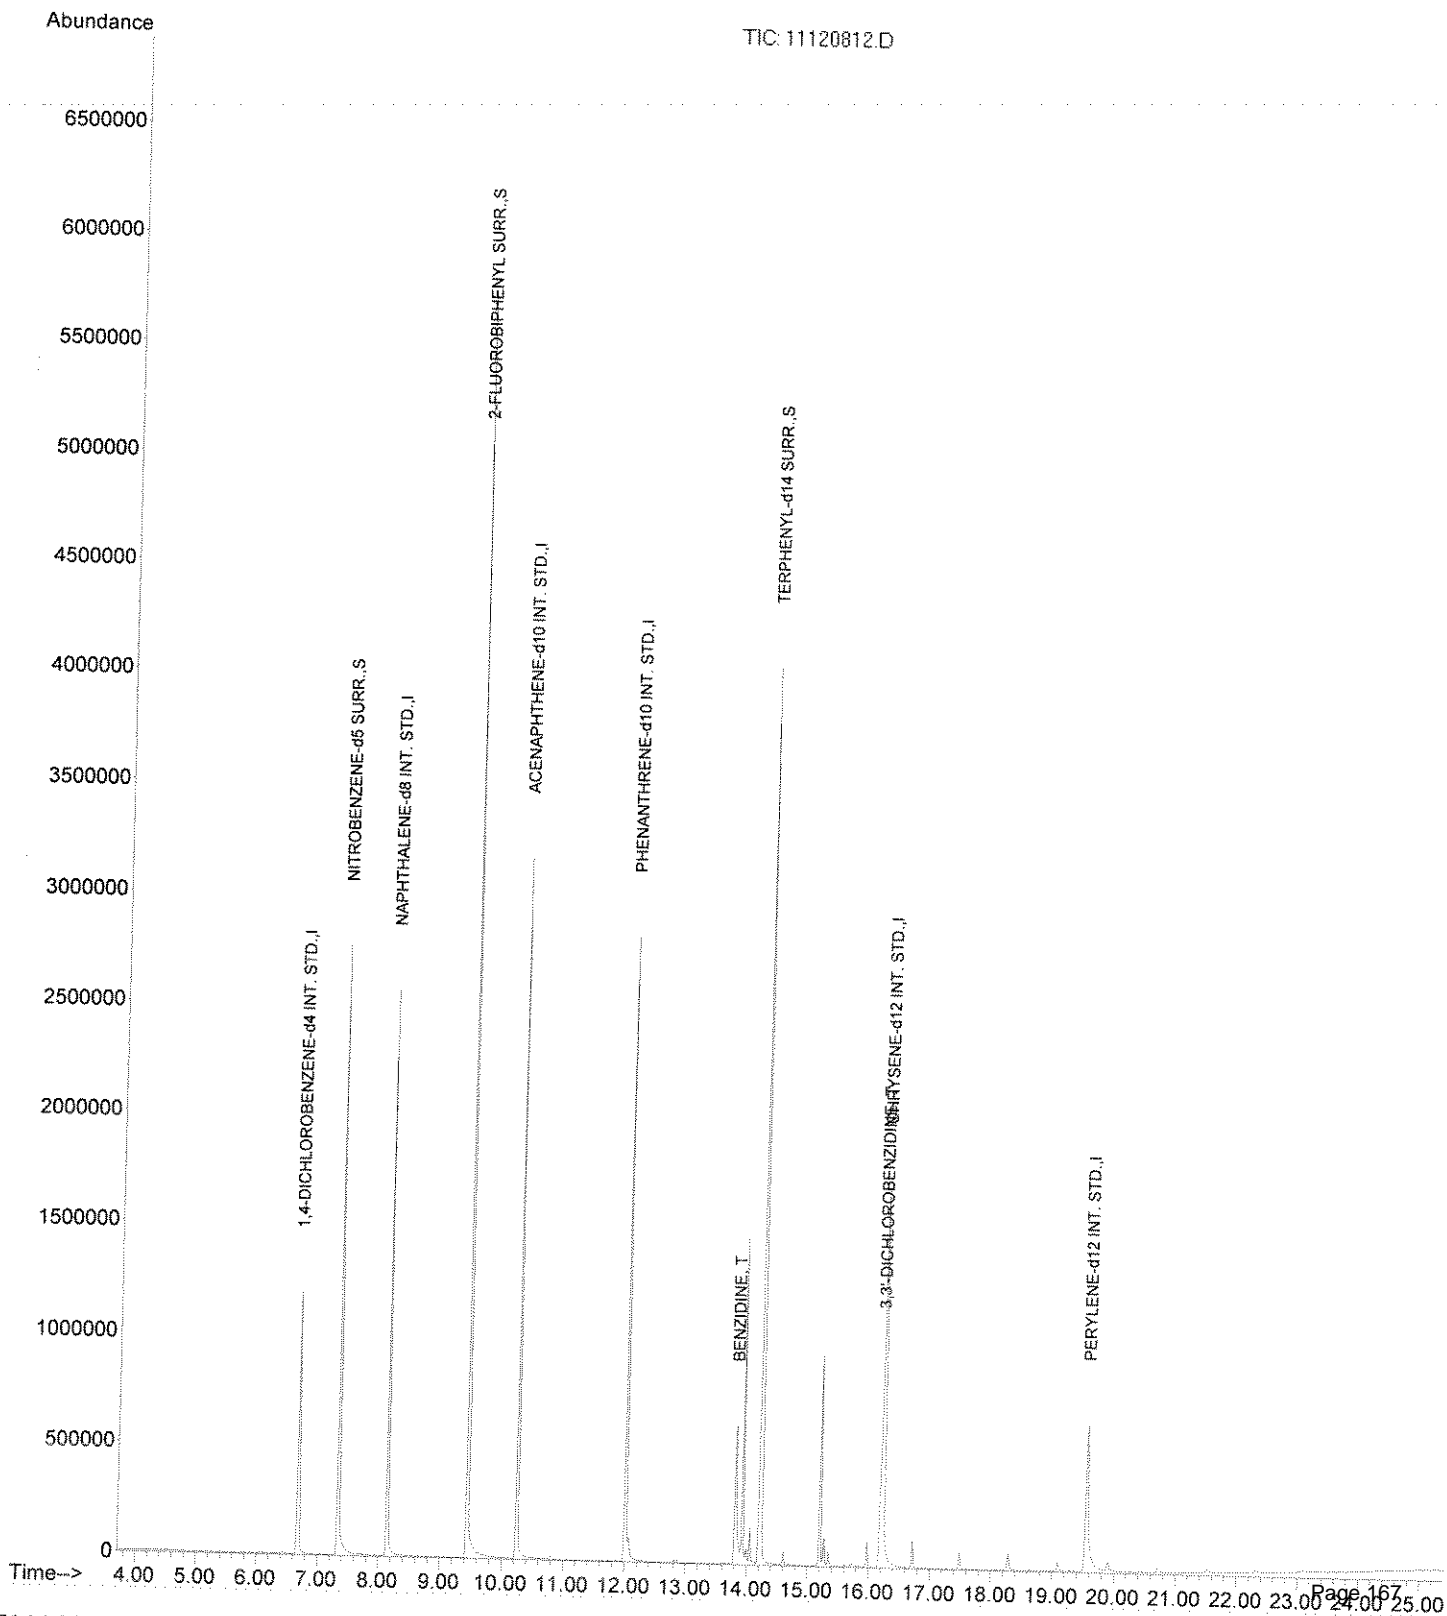 Abundance
TIC: 11120812.D
6500000
6000000
5500000
5000000
4500000
4000000
3500000
3000000
2500000
2000000
1500000
1000000
500000
0
1,4-DICHLOROBENZENE-d4 INT. STD.,I
NITROBENZENE-d5 SURR.,S
NAPHTHALENE-d8 INT. STD.,I
2-FLUOROBIPHENYL SURR.,S
ACENAPHTHENE-d10 INT. STD.,I
PHENANTHRENE-d10 INT. STD.,I
BENZIDINE, T
TERPHENYL-d14 SURR.,S
3,3'-DICHLOROBENZIDINE,T
CHRYSENE-d12 INT. STD.,I
PERYLENE-d12 INT. STD.,I
Time--> 4.00 5.00 6.00 7.00 8.00 9.00 10.00 11.00 12.00 13.00 14.00 15.00 16.00 17.00 18.00 19.00 20.00 21.00 22.00 23.00 24.00 25.00
Page 167